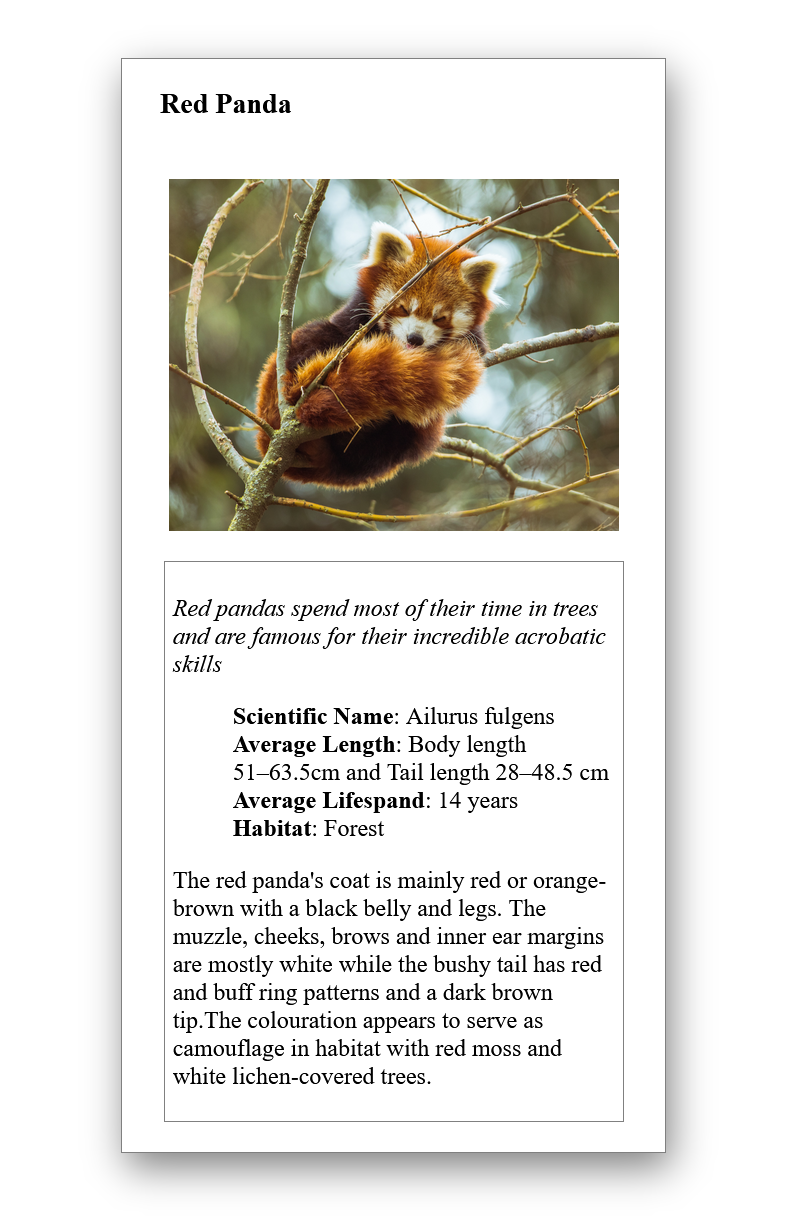 Red Panda
Red pandas spend most of their time in trees
and are famous for their incredible acrobatic
skills
Scientific Name: Ailurus fulgens
Average Length: Body length
51–63.5cm and Tail length 28–48.5 cm
Average Lifespand: 14 years
Habitat: Forest
The red panda's coat is mainly red or orange-
brown with a black belly and legs. The
muzzle, cheeks, brows and inner ear margins
are mostly white while the bushy tail has red
and buff ring patterns and a dark brown
tip.The colouration appears to serve as
camouflage in habitat with red moss and
white lichen-covered trees.